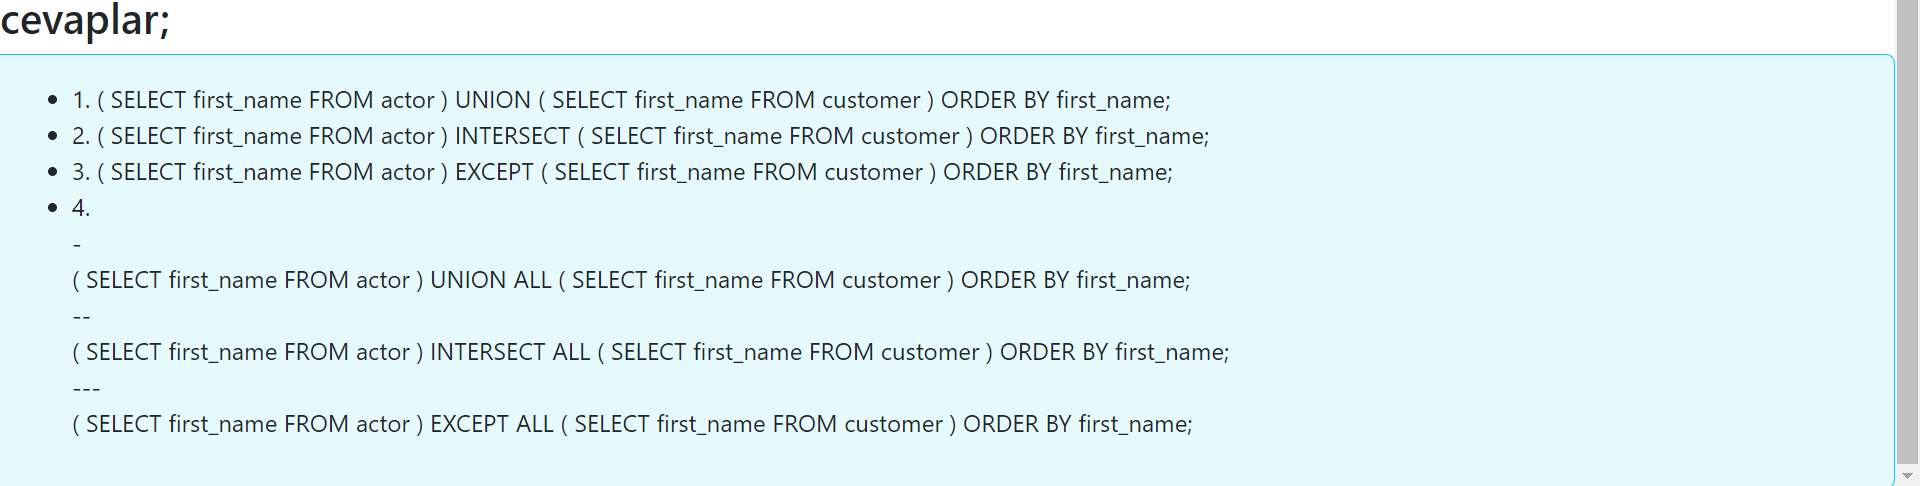 cevaplar;
1. ( SELECT first_name FROM actor ) UNION ( SELECT first_name FROM customer ) ORDER BY first_name;
2. ( SELECT first_name FROM actor ) INTERSECT ( SELECT first_name FROM customer ) ORDER BY first_name;
3. ( SELECT first_name FROM actor ) EXCEPT ( SELECT first_name FROM customer ) ORDER BY first_name;
4.
-
( SELECT first_name FROM actor ) UNION ALL ( SELECT first_name FROM customer ) ORDER BY first_name;
--
( SELECT first_name FROM actor ) INTERSECT ALL ( SELECT first_name FROM customer ) ORDER BY first_name;
---
( SELECT first_name FROM actor ) EXCEPT ALL ( SELECT first_name FROM customer ) ORDER BY first_name;